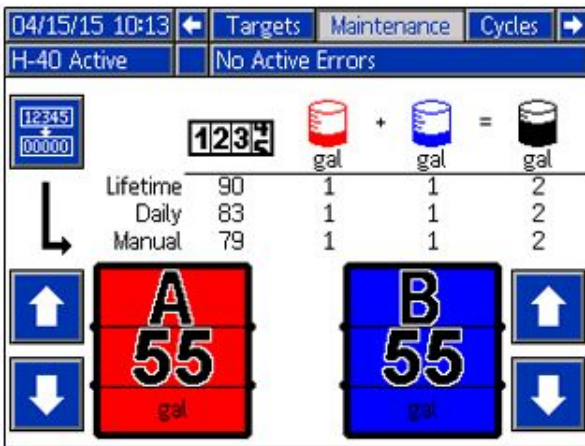 04/15/15 10:13 Targets Maintenance Cycles
H-40 Active No Active Errors
12345
00000
1234
+ =
gal gal gal
Lifetime 90 1 1 2
Daily 83 1 1 2
Manual 79 1 1 2
A B
55 55
gal gal